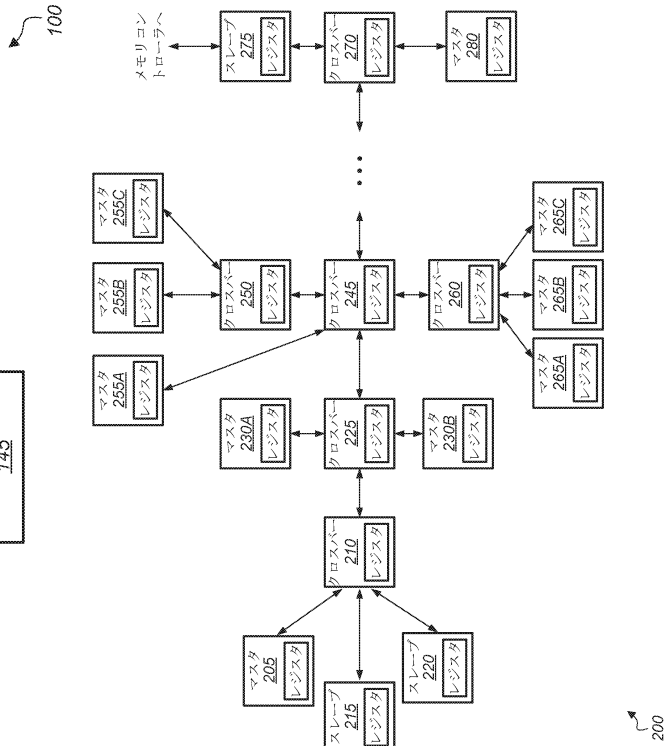 100
145
メモリコン
トローラへ
スレーブ
275
レジスタ
クロスバー
270
レジスタ
マスタ
280
レジスタ
マスタ
255C
レジスタ
マスタ
255B
レジスタ
マスタ
255A
レジスタ
クロスバー
250
レジスタ
クロスバー
245
レジスタ
クロスバー
260
レジスタ
マスタ
265C
レジスタ
マスタ
265B
レジスタ
マスタ
265A
レジスタ
マスタ
230A
レジスタ
クロスバー
225
レジスタ
マスタ
230B
レジスタ
クロスバー
210
レジスタ
マスタ
205
レジスタ
スレーブ
215
レジスタ
スレーブ
220
レジスタ
200